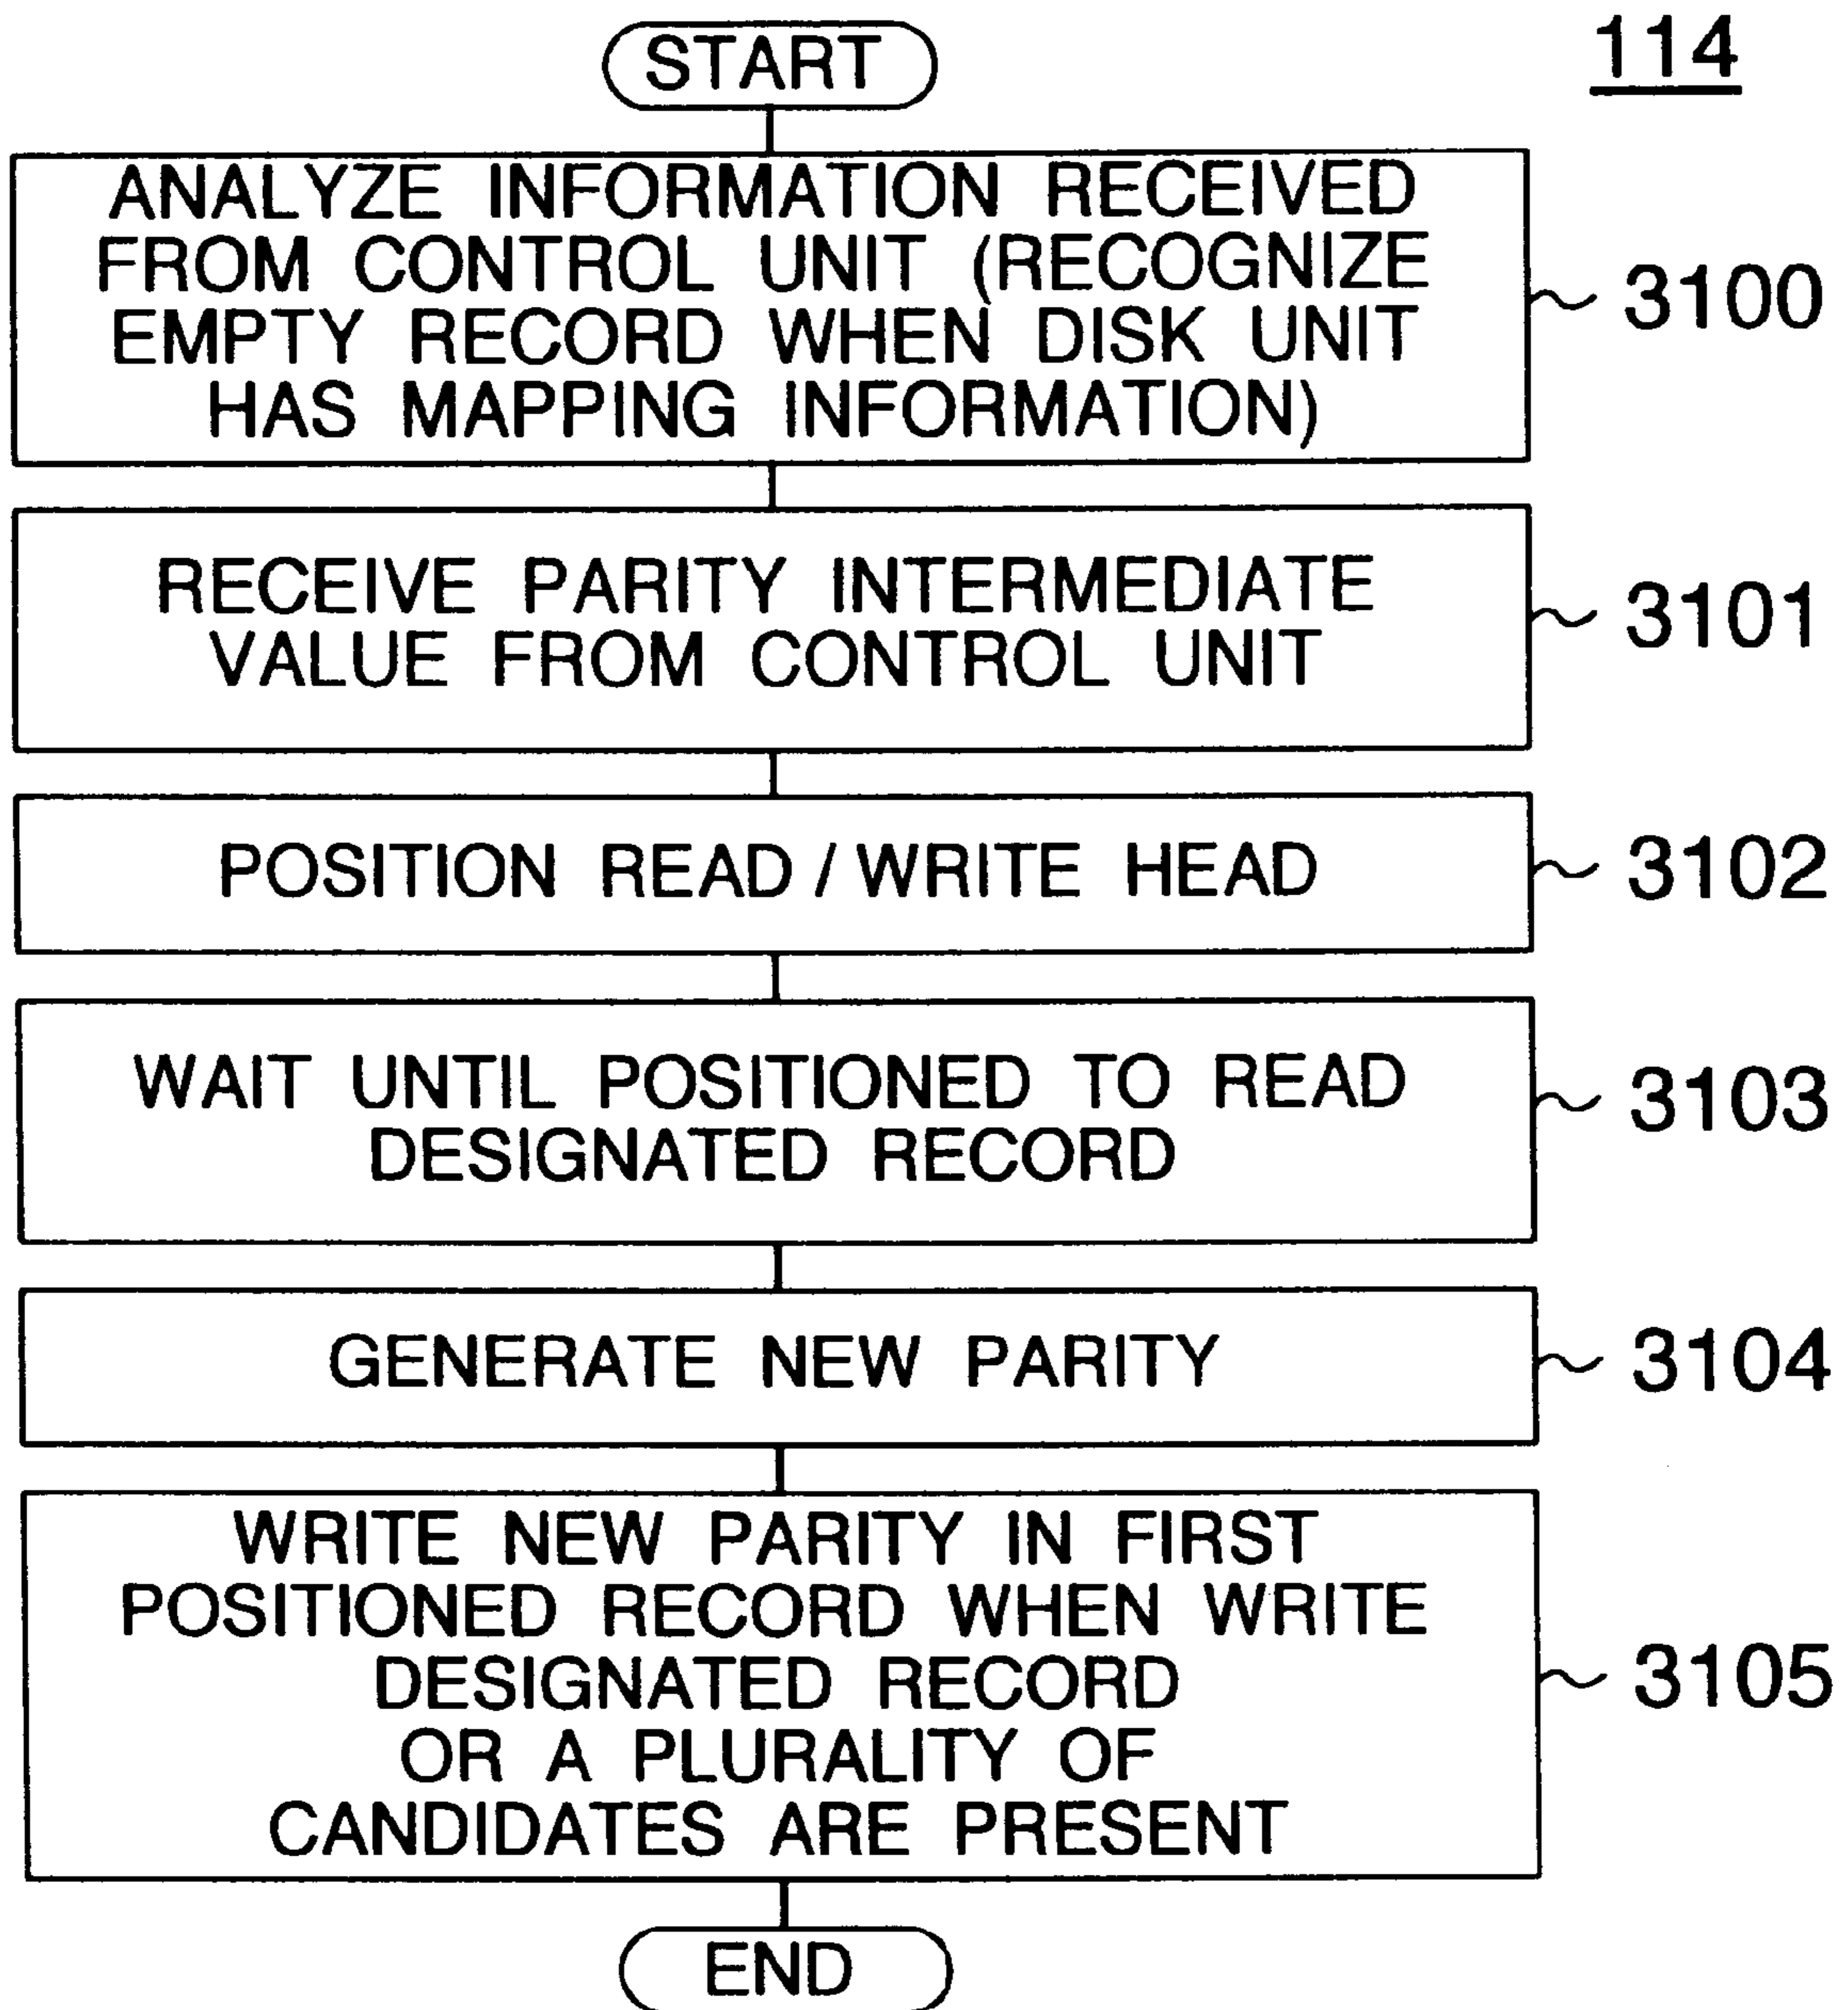 START
114
ANALYZE INFORMATION RECEIVED
FROM CONTROL UNIT (RECOGNIZE
EMPTY RECORD WHEN DISK UNIT
HAS MAPPING INFORMATION)
3100
RECEIVE PARITY INTERMEDIATE
VALUE FROM CONTROL UNIT
3101
POSITION READ / WRITE HEAD
3102
WAIT UNTIL POSITIONED TO READ
DESIGNATED RECORD
3103
GENERATE NEW PARITY
3104
WRITE NEW PARITY IN FIRST
POSITIONED RECORD WHEN WRITE
DESIGNATED RECORD
OR A PLURALITY OF
CANDIDATES ARE PRESENT
3105
END